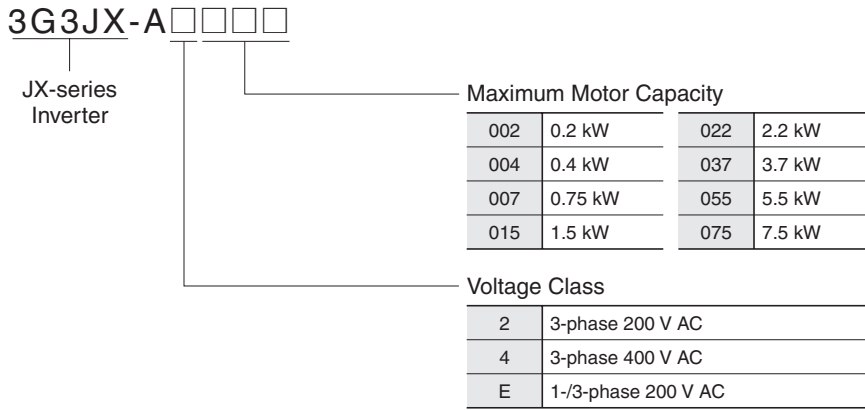 3G3JX-A□□□□
JX-series
Inverter
Maximum Motor Capacity
002 0.2 kW 022 2.2 kW
004 0.4 kW 037 3.7 kW
007 0.75 kW 055 5.5 kW
015 1.5 kW 075 7.5 kW
Voltage Class
2 3-phase 200 V AC
4 3-phase 400 V AC
E 1-/3-phase 200 V AC